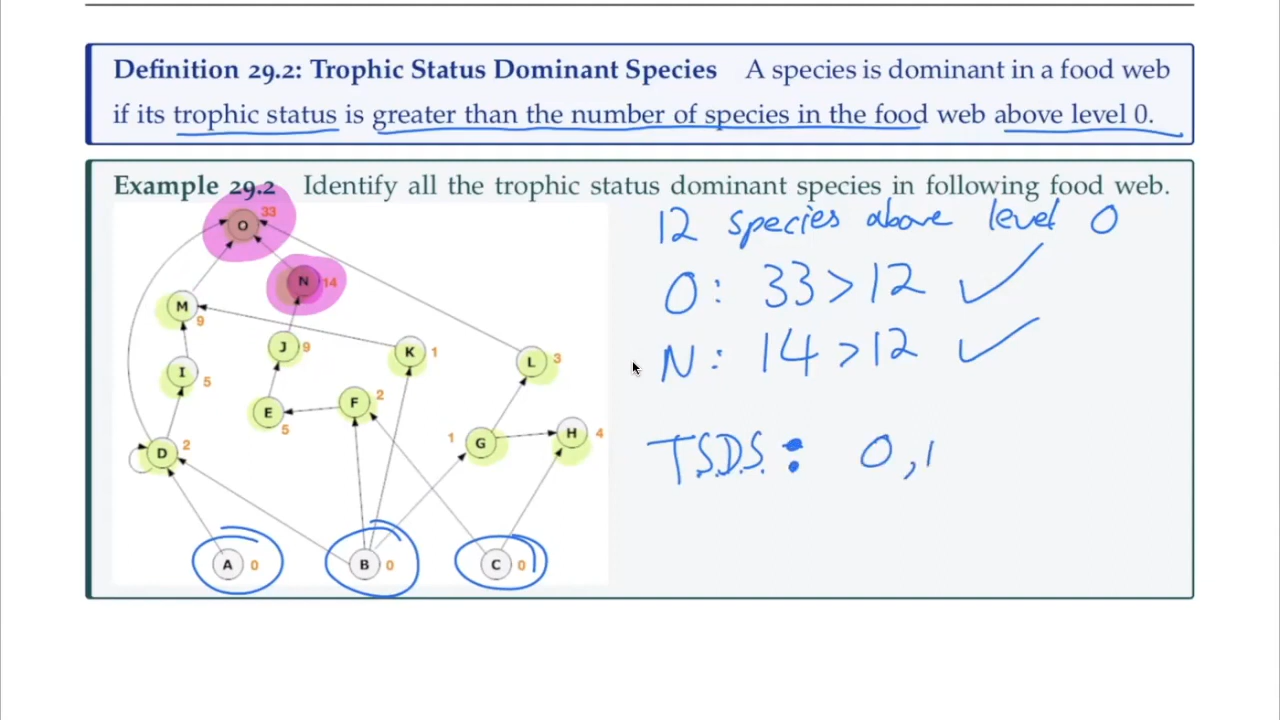 Definition 29.2: Trophic Status Dominant Species A species is dominant in a food web
if its trophic status is greater than the number of species in the food web above level 0.
Example 29.2 Identify all the trophic status dominant species in following food web.
12 species above level 0
O 33
O: 33 > 12 ✓
N 14
M 9
N: 14 > 12 ✓
J 9
K 1
L 3
I 5
E 5
F 2
G 1
H 4
D 2
T.S.D.S.: O,
A 0
B 0
C 0